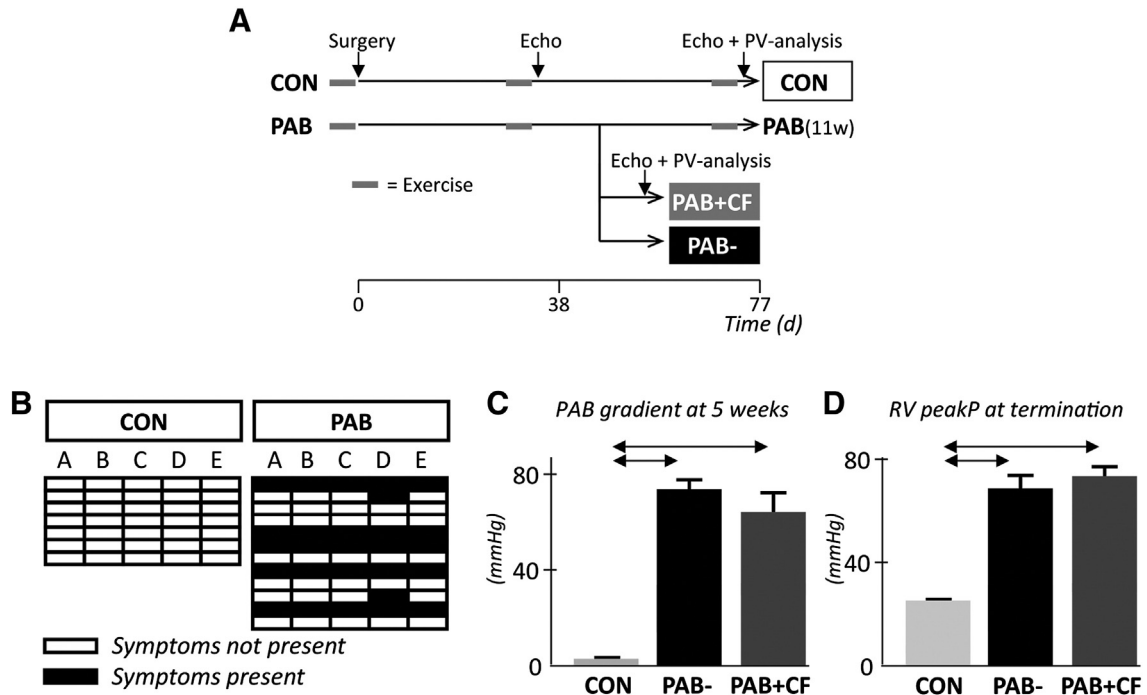 A
Surgery
Echo
Echo + PV-analysis
CON
CON
PAB
PAB(11w)
Echo + PV-analysis
= Exercise
PAB+CF
PAB-
0
38
77
Time (d)
B
CON
PAB
A B C D E
A B C D E
Symptoms not present
Symptoms present
C
PAB gradient at 5 weeks
80
40
0
(mmHg)
CON PAB- PAB+CF
D
RV peakP at termination
80
40
0
(mmHg)
CON PAB- PAB+CF